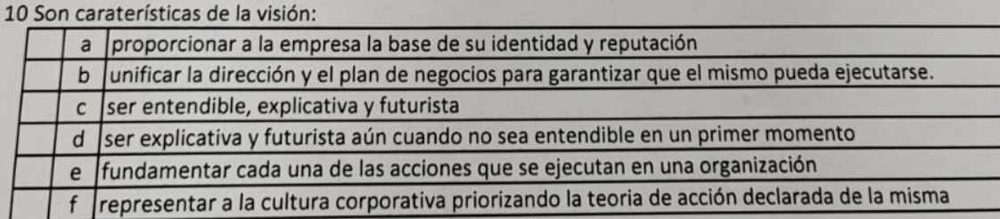 10 Son caraterísticas de la visión:
a proporcionar a la empresa la base de su identidad y reputación
b unificar la dirección y el plan de negocios para garantizar que el mismo pueda ejecutarse.
c ser entendible, explicativa y futurista
d ser explicativa y futurista aún cuando no sea entendible en un primer momento
e fundamentar cada una de las acciones que se ejecutan en una organización
f representar a la cultura corporativa priorizando la teoria de acción declarada de la misma